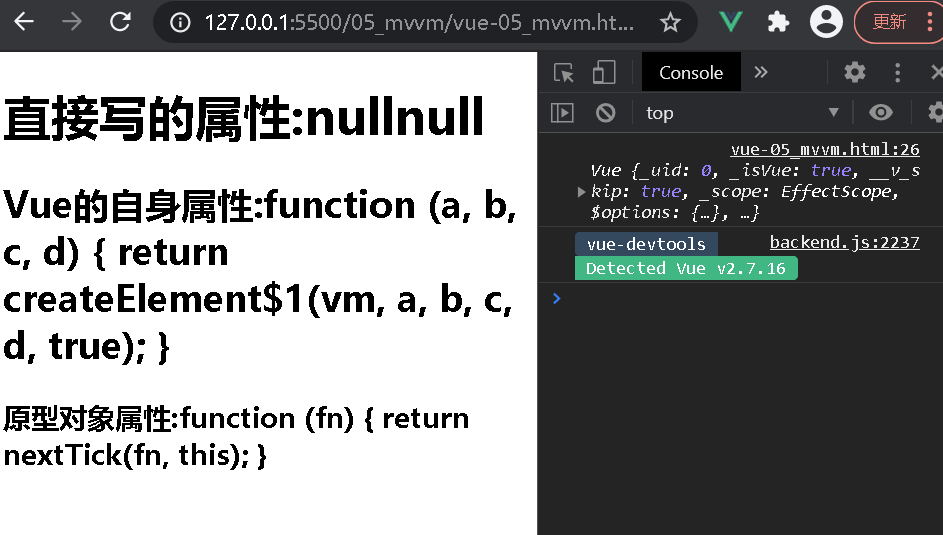 127.0.0.1:5500/05_mvvm/vue-05_mvvm.ht...
更新
直接写的属性:nullnull
Vue的自身属性:function (a, b,
c, d) { return
createElement$1(vm, a, b, c,
d, true); }
原型对象属性:function (fn) { return
nextTick(fn, this); }
Console
top
vue-05_mvvm.html:26
Vue {_uid: 0, _isVue: true, __v_s
kip: true, _scope: EffectScope,
$options: {…}, …}
vue-devtools
backend.js:2237
Detected Vue v2.7.16